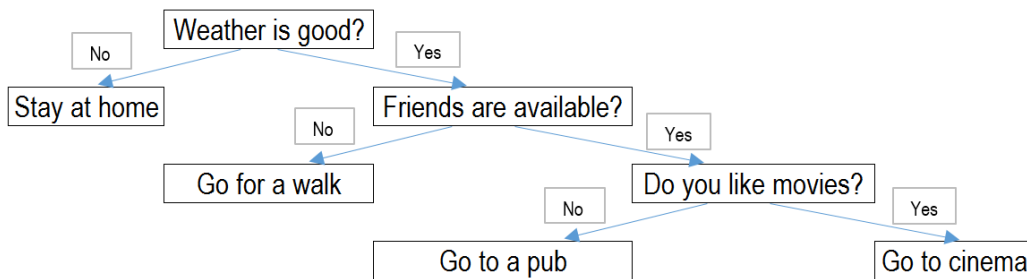 Weather is good?
No
Yes
Stay at home
Friends are available?
No
Yes
Go for a walk
Do you like movies?
No
Yes
Go to a pub
Go to cinema